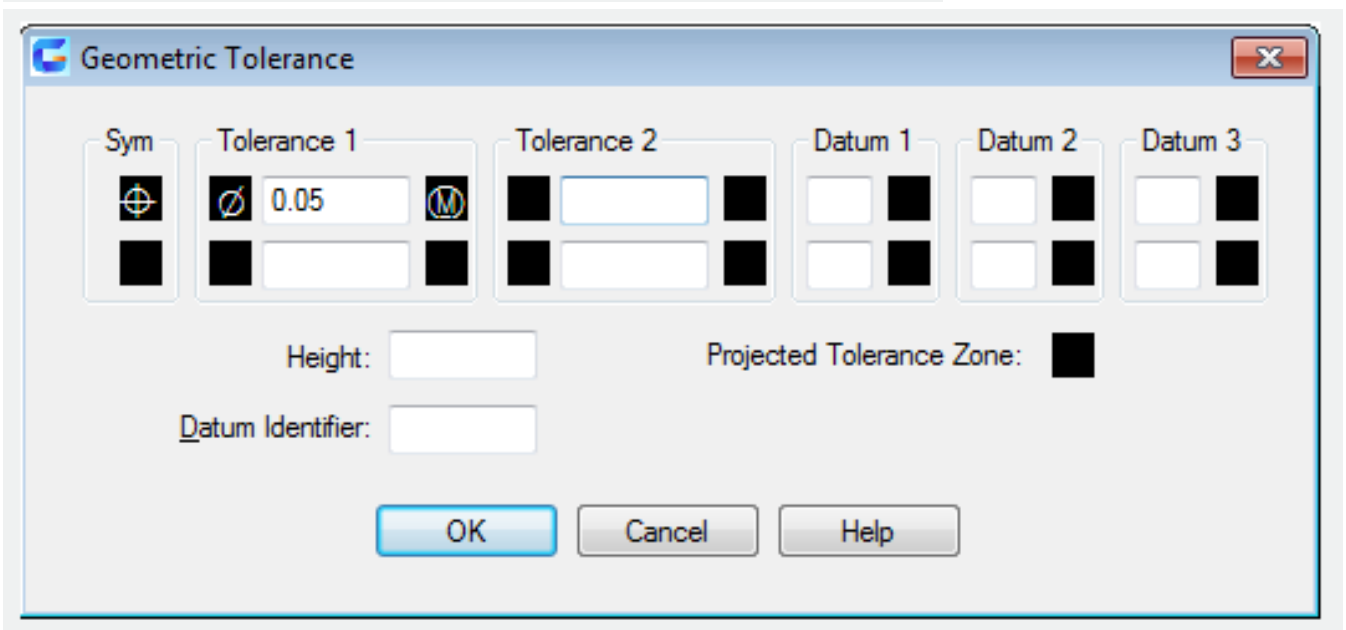 Geometric Tolerance
Sym Tolerance 1 Tolerance 2 Datum 1 Datum 2 Datum 3
⌖ Ø 0.05 Ⓜ
Height: Projected Tolerance Zone:
Datum Identifier:
OK Cancel Help